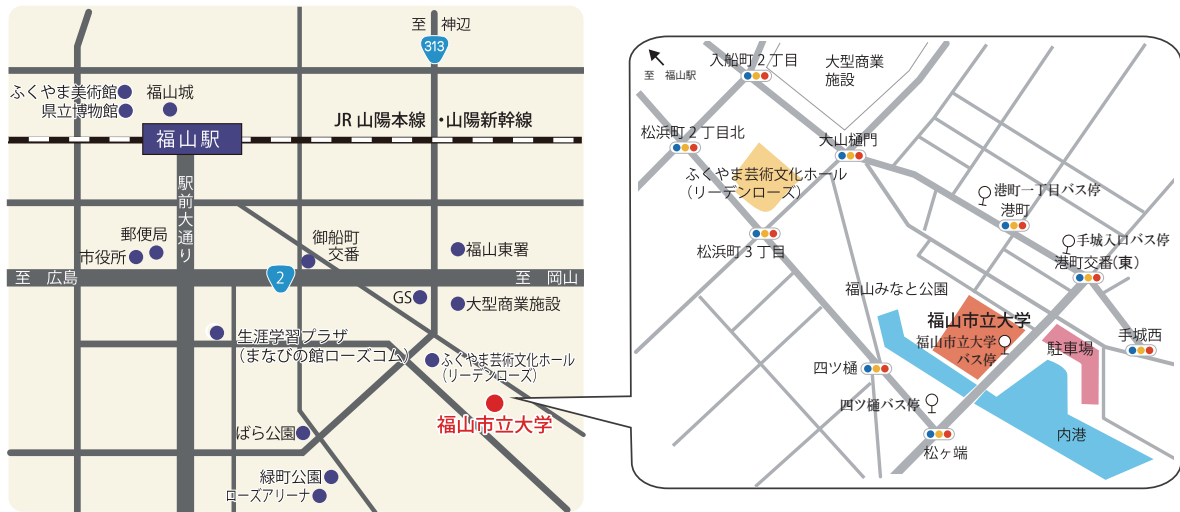 至 神辺
313
ふくやま美術館
県立博物館
福山城
JR 山陽本線・山陽新幹線
福山駅
駅前大通り
郵便局
市役所
御船町
交番
福山東署
至 広島
2
至 岡山
GS
大型商業施設
生涯学習プラザ
(まなびの館ローズコム)
ふくやま芸術文化ホール
(リーデンローズ)
福山市立大学
ばら公園
緑町公園
ローズアリーナ
至 福山駅
入船町 2 丁目
大型商業
施設
松浜町 2 丁目北
大山樋門
ふくやま芸術文化ホール
(リーデンローズ)
港町一丁目バス停
港町
松浜町 3 丁目
手城入口バス停
港町交番(東)
福山みなと公園
福山市立大学
福山市立大学
バス停
駐車場
手城西
四ツ樋
四ツ樋バス停
内港
松ヶ端